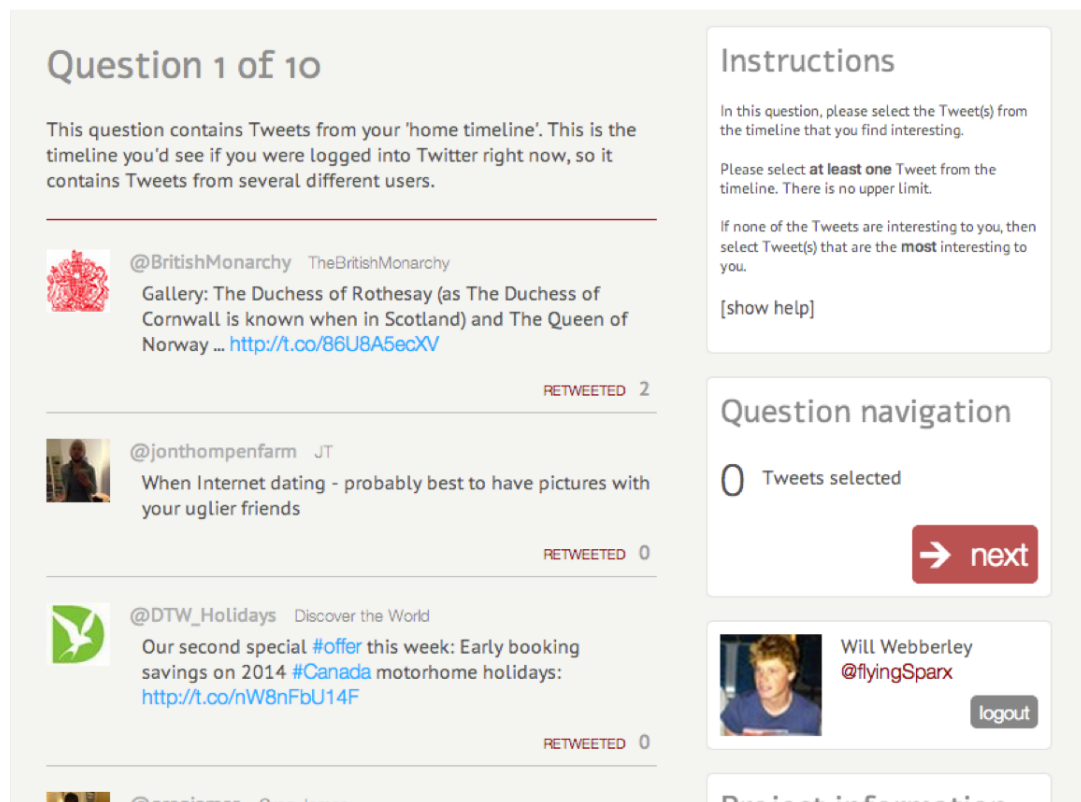 Question 1 of 10
This question contains Tweets from your 'home timeline'. This is the
timeline you'd see if you were logged into Twitter right now, so it
contains Tweets from several different users.
@BritishMonarchy TheBritishMonarchy
Gallery: The Duchess of Rothesay (as The Duchess of
Cornwall is known when in Scotland) and The Queen of
Norway ... http://t.co/86U8A5ecXV
RETWEETED 2
@jonthompenfarm JT
When Internet dating - probably best to have pictures with
your uglier friends
RETWEETED 0
@DTW_Holidays Discover the World
Our second special #offer this week: Early booking
savings on 2014 #Canada motorhome holidays:
http://t.co/nW8nFbU14F
RETWEETED 0
Instructions
In this question, please select the Tweet(s) from
the timeline that you find interesting.
Please select at least one Tweet from the
timeline. There is no upper limit.
If none of the Tweets are interesting to you, then
select Tweet(s) that are the most interesting to
you.
[show help]
Question navigation
0 Tweets selected
→ next
Will Webberley
@flyingSparx
logout
Project information